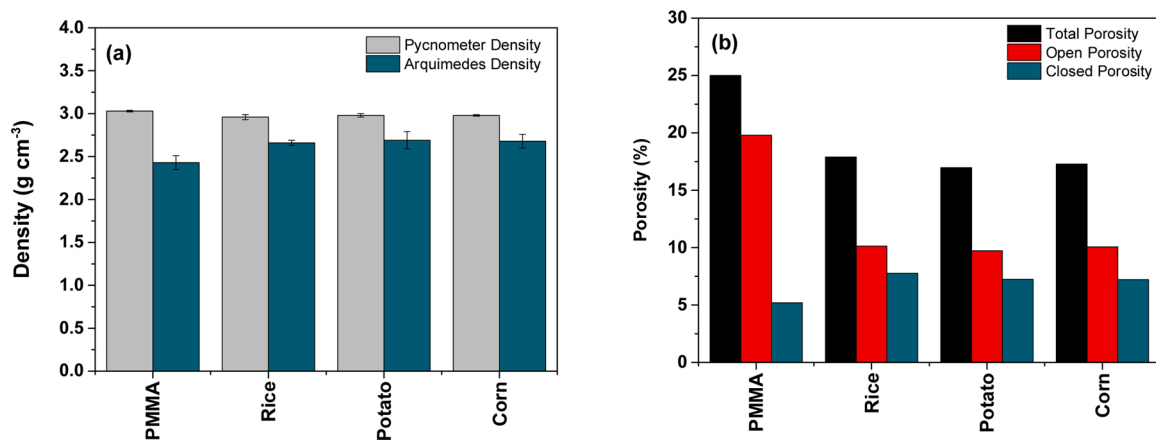 (a)
Pycnometer Density
Arquimedes Density
Density (g cm⁻³)
4.0
3.5
3.0
2.5
2.0
1.5
1.0
0.5
0.0
PMMA
Rice
Potato
Corn
(b)
Total Porosity
Open Porosity
Closed Porosity
Porosity (%)
30
25
20
15
10
5
0
PMMA
Rice
Potato
Corn